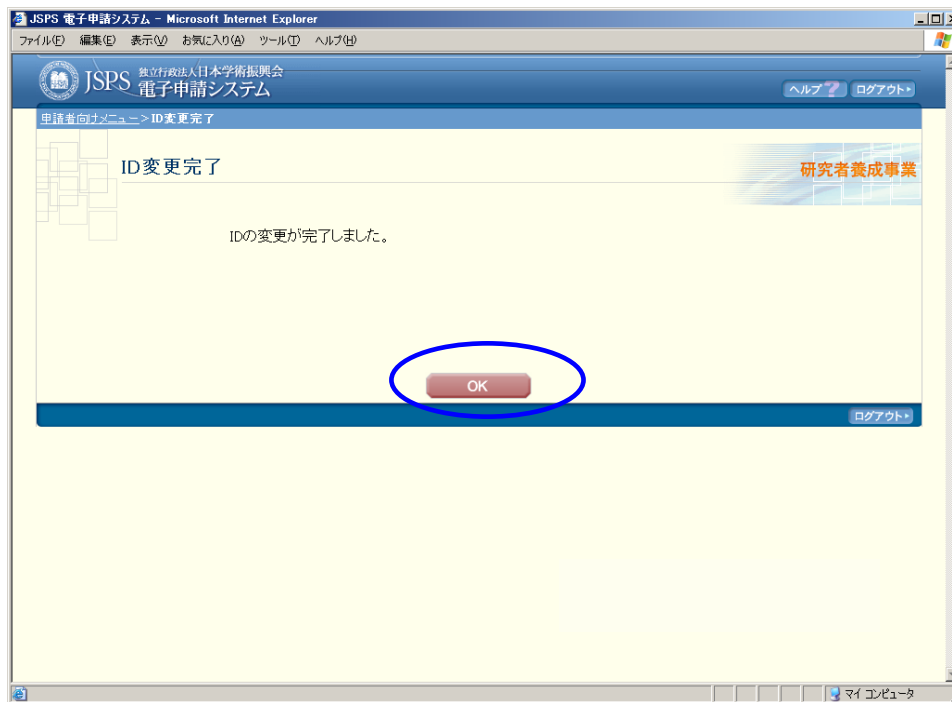 JSPS 電子申請システム - Microsoft Internet Explorer
ファイル(F) 編集(E) 表示(V) お気に入り(A) ツール(T) ヘルプ(H)
JSPS 独立行政法人日本学術振興会
電子申請システム
ヘルプ ? ログアウト
申請者向けメニュー>ID変更完了
ID変更完了
研究者養成事業
IDの変更が完了しました。
OK
ログアウト
マイ コンピュータ